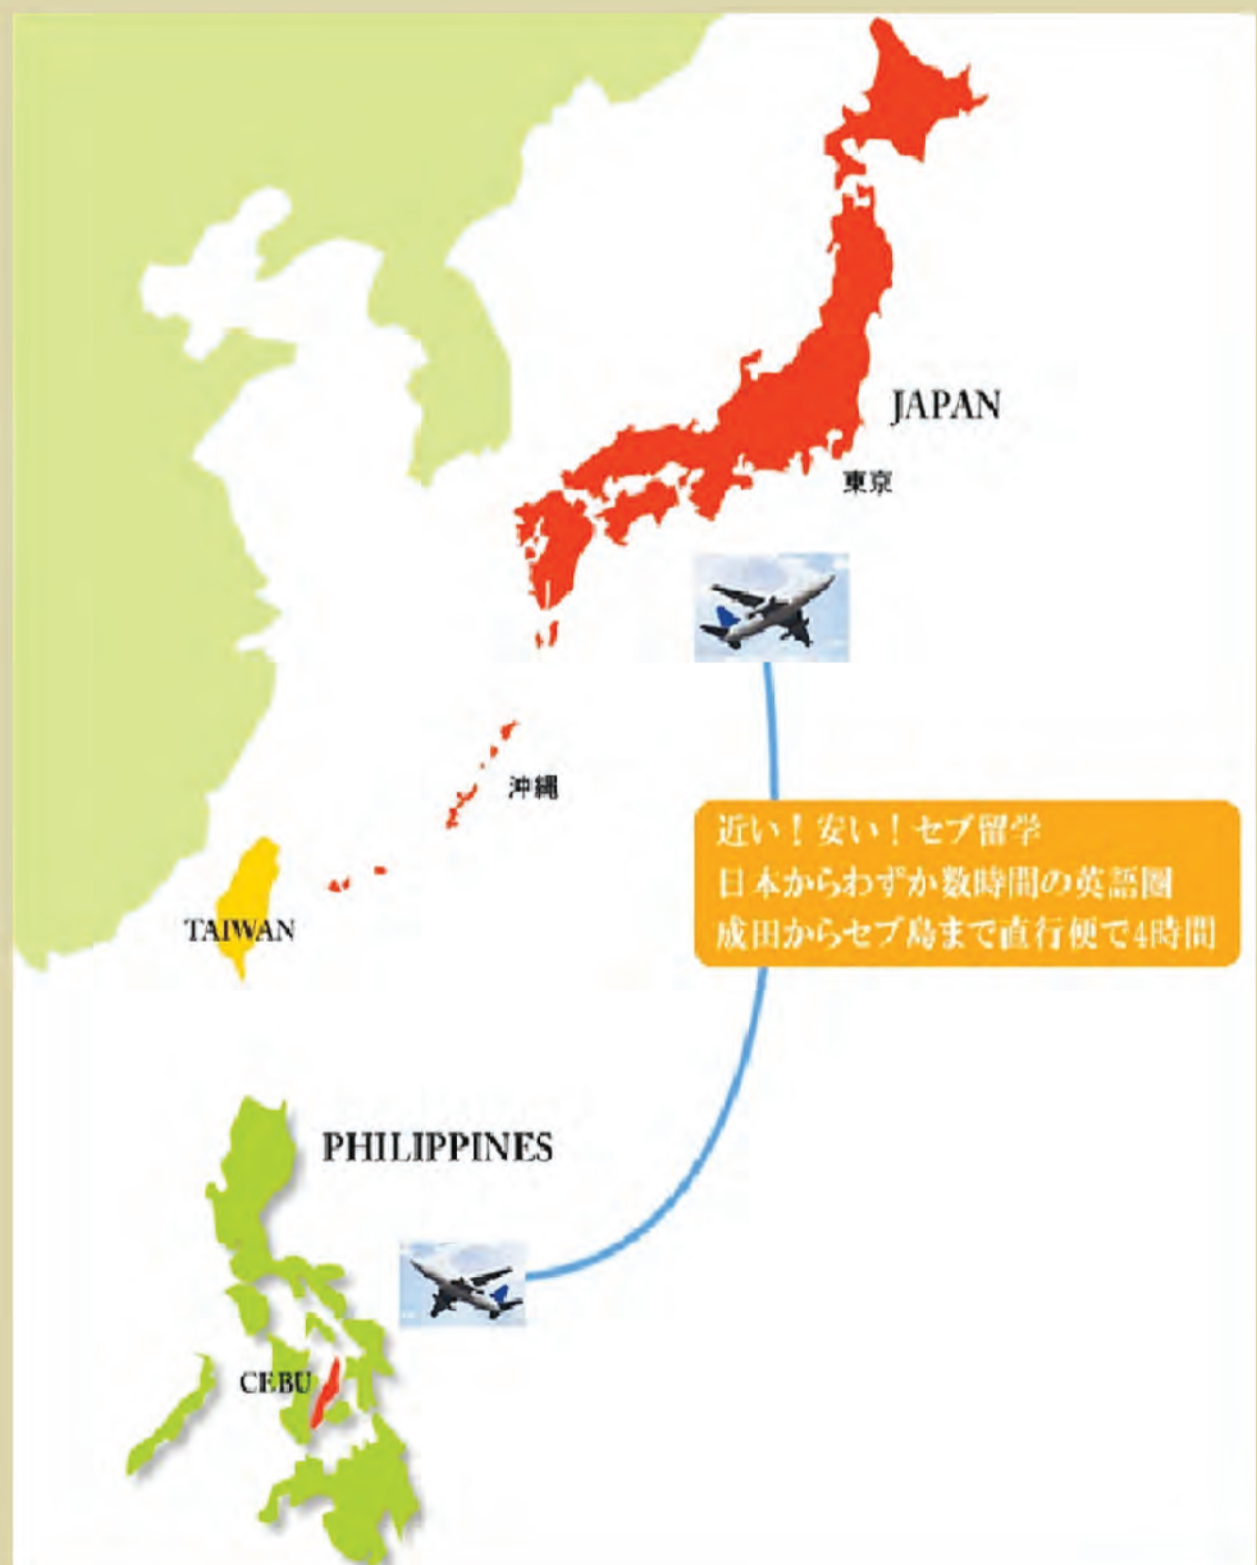 JAPAN
東京
沖縄
近い！安い！セブ留学
日本からわずか数時間の英語圏
成田からセブ島まで直行便で4時間
TAIWAN
PHILIPPINES
CEBU